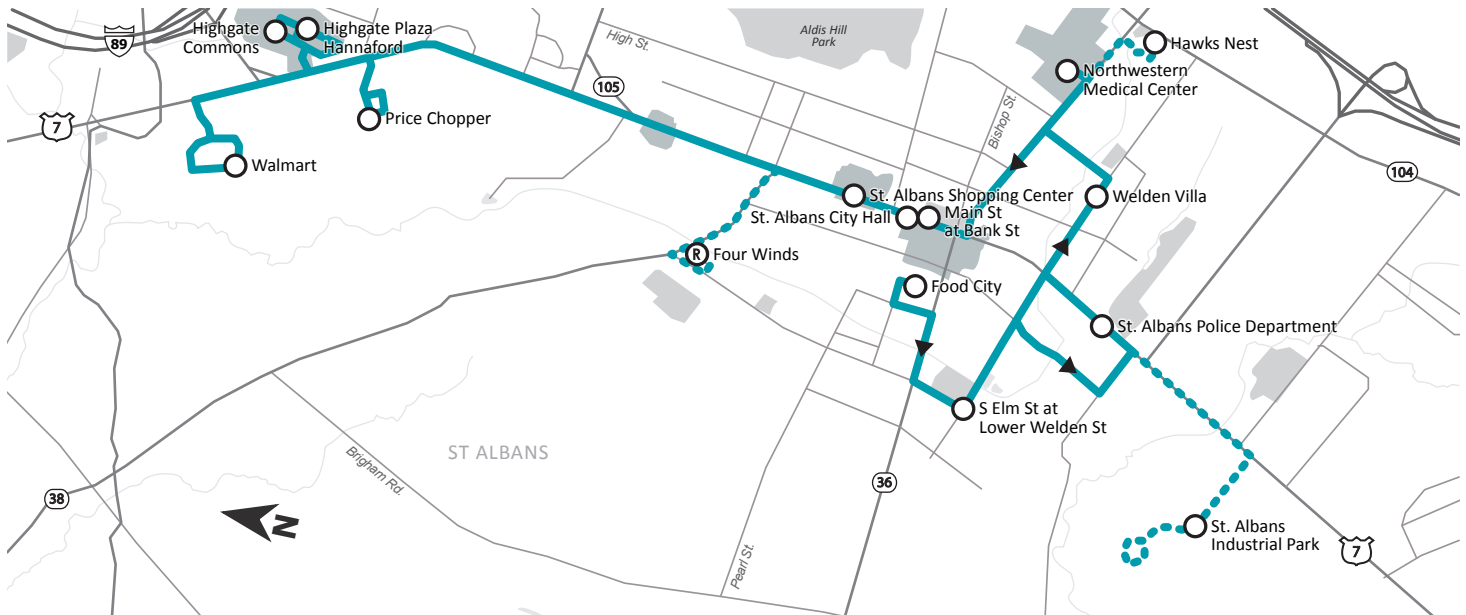 Highgate
Commons
Highgate Plaza
Hannaford
89
High St.
Aldis Hill
Park
Hawks Nest
Northwestern
Medical Center
105
7
Price Chopper
Bishop St.
Walmart
104
St. Albans Shopping Center
Welden Villa
St. Albans City Hall
Main St
at Bank St
R
Four Winds
Food City
St. Albans Police Department
S Elm St at
Lower Welden St
ST ALBANS
Brigham Rd.
38
36
N
St. Albans
Industrial Park
7
Pearl St.